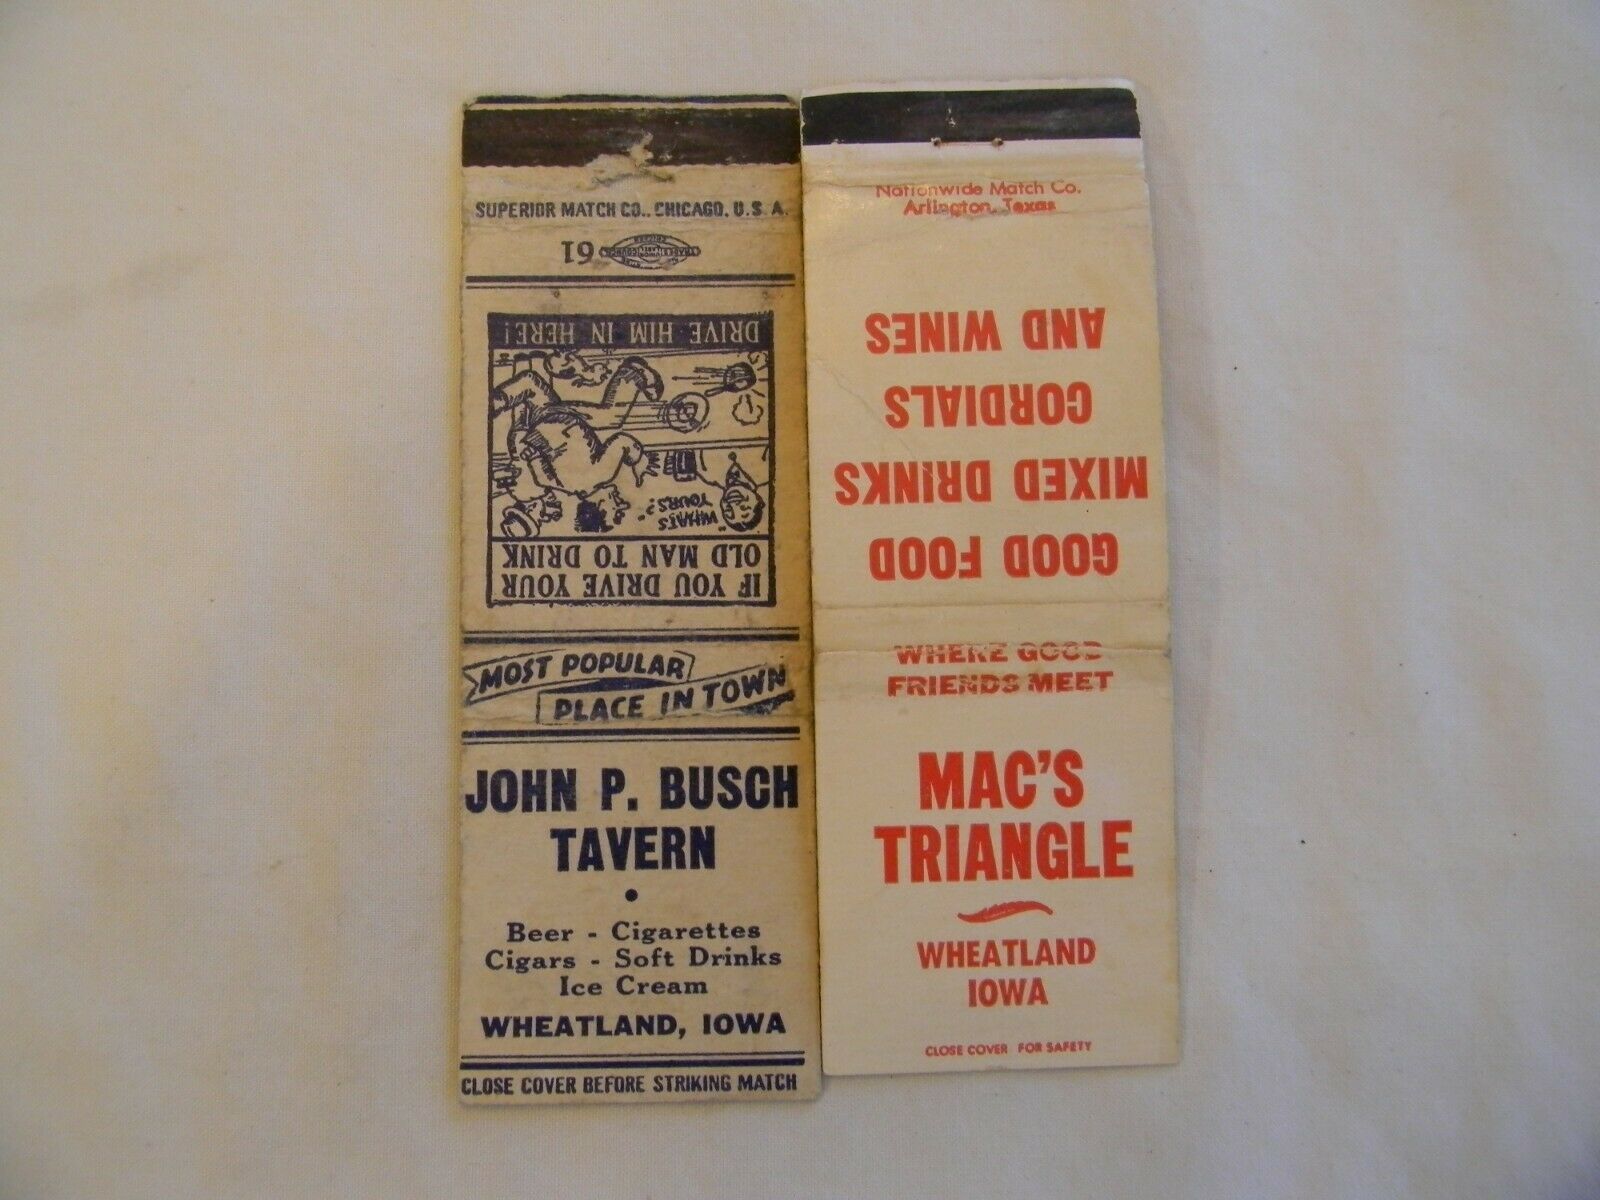 SUPERIOR MATCH CO., CHICAGO, U.S.A.
61
IF YOU DRIVE YOUR
OLD MAN TO DRINK
"WHAT'S
YOURS?"
DRIVE HIM IN HERE!
MOST POPULAR
PLACE IN TOWN
JOHN P. BUSCH
TAVERN
Beer - Cigarettes
Cigars - Soft Drinks
Ice Cream
WHEATLAND, IOWA
CLOSE COVER BEFORE STRIKING MATCH
Nationwide Match Co.
Arlington, Texas
GOOD FOOD
MIXED DRINKS
CORDIALS
AND WINES
WHERE GOOD
FRIENDS MEET
MAC'S
TRIANGLE
WHEATLAND
IOWA
CLOSE COVER FOR SAFETY